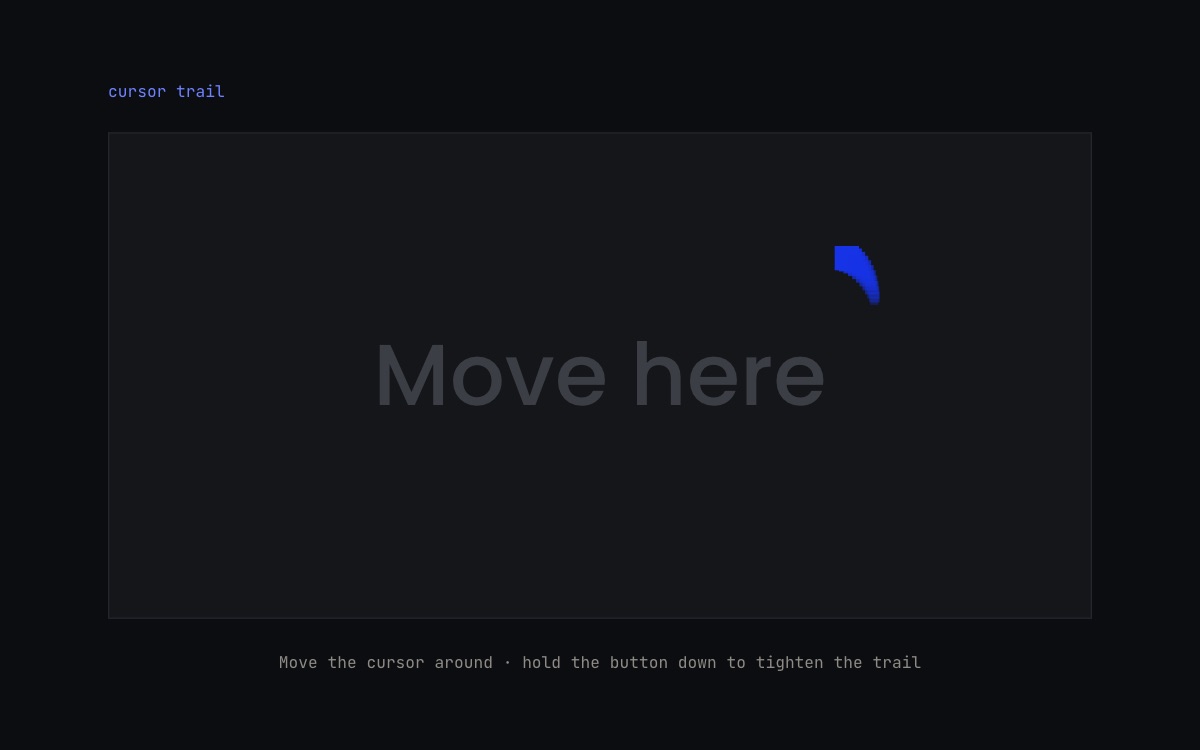 cursor trail
Move here
Move the cursor around · hold the button down to tighten the trail